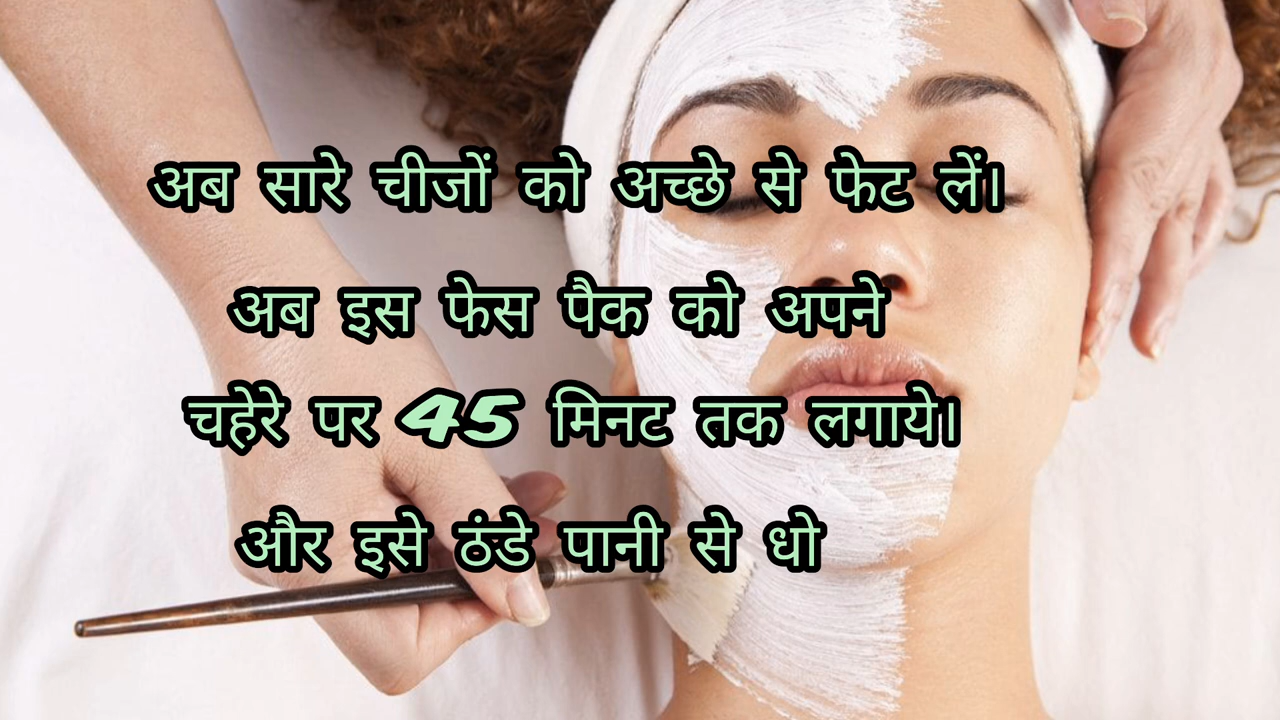 अब सारे चीजों को अच्छे से फेट लें।
अब इस फेस पैक को अपने
चहेरे पर 45 मिनट तक लगाये।
और इसे ठंडे पानी से धो